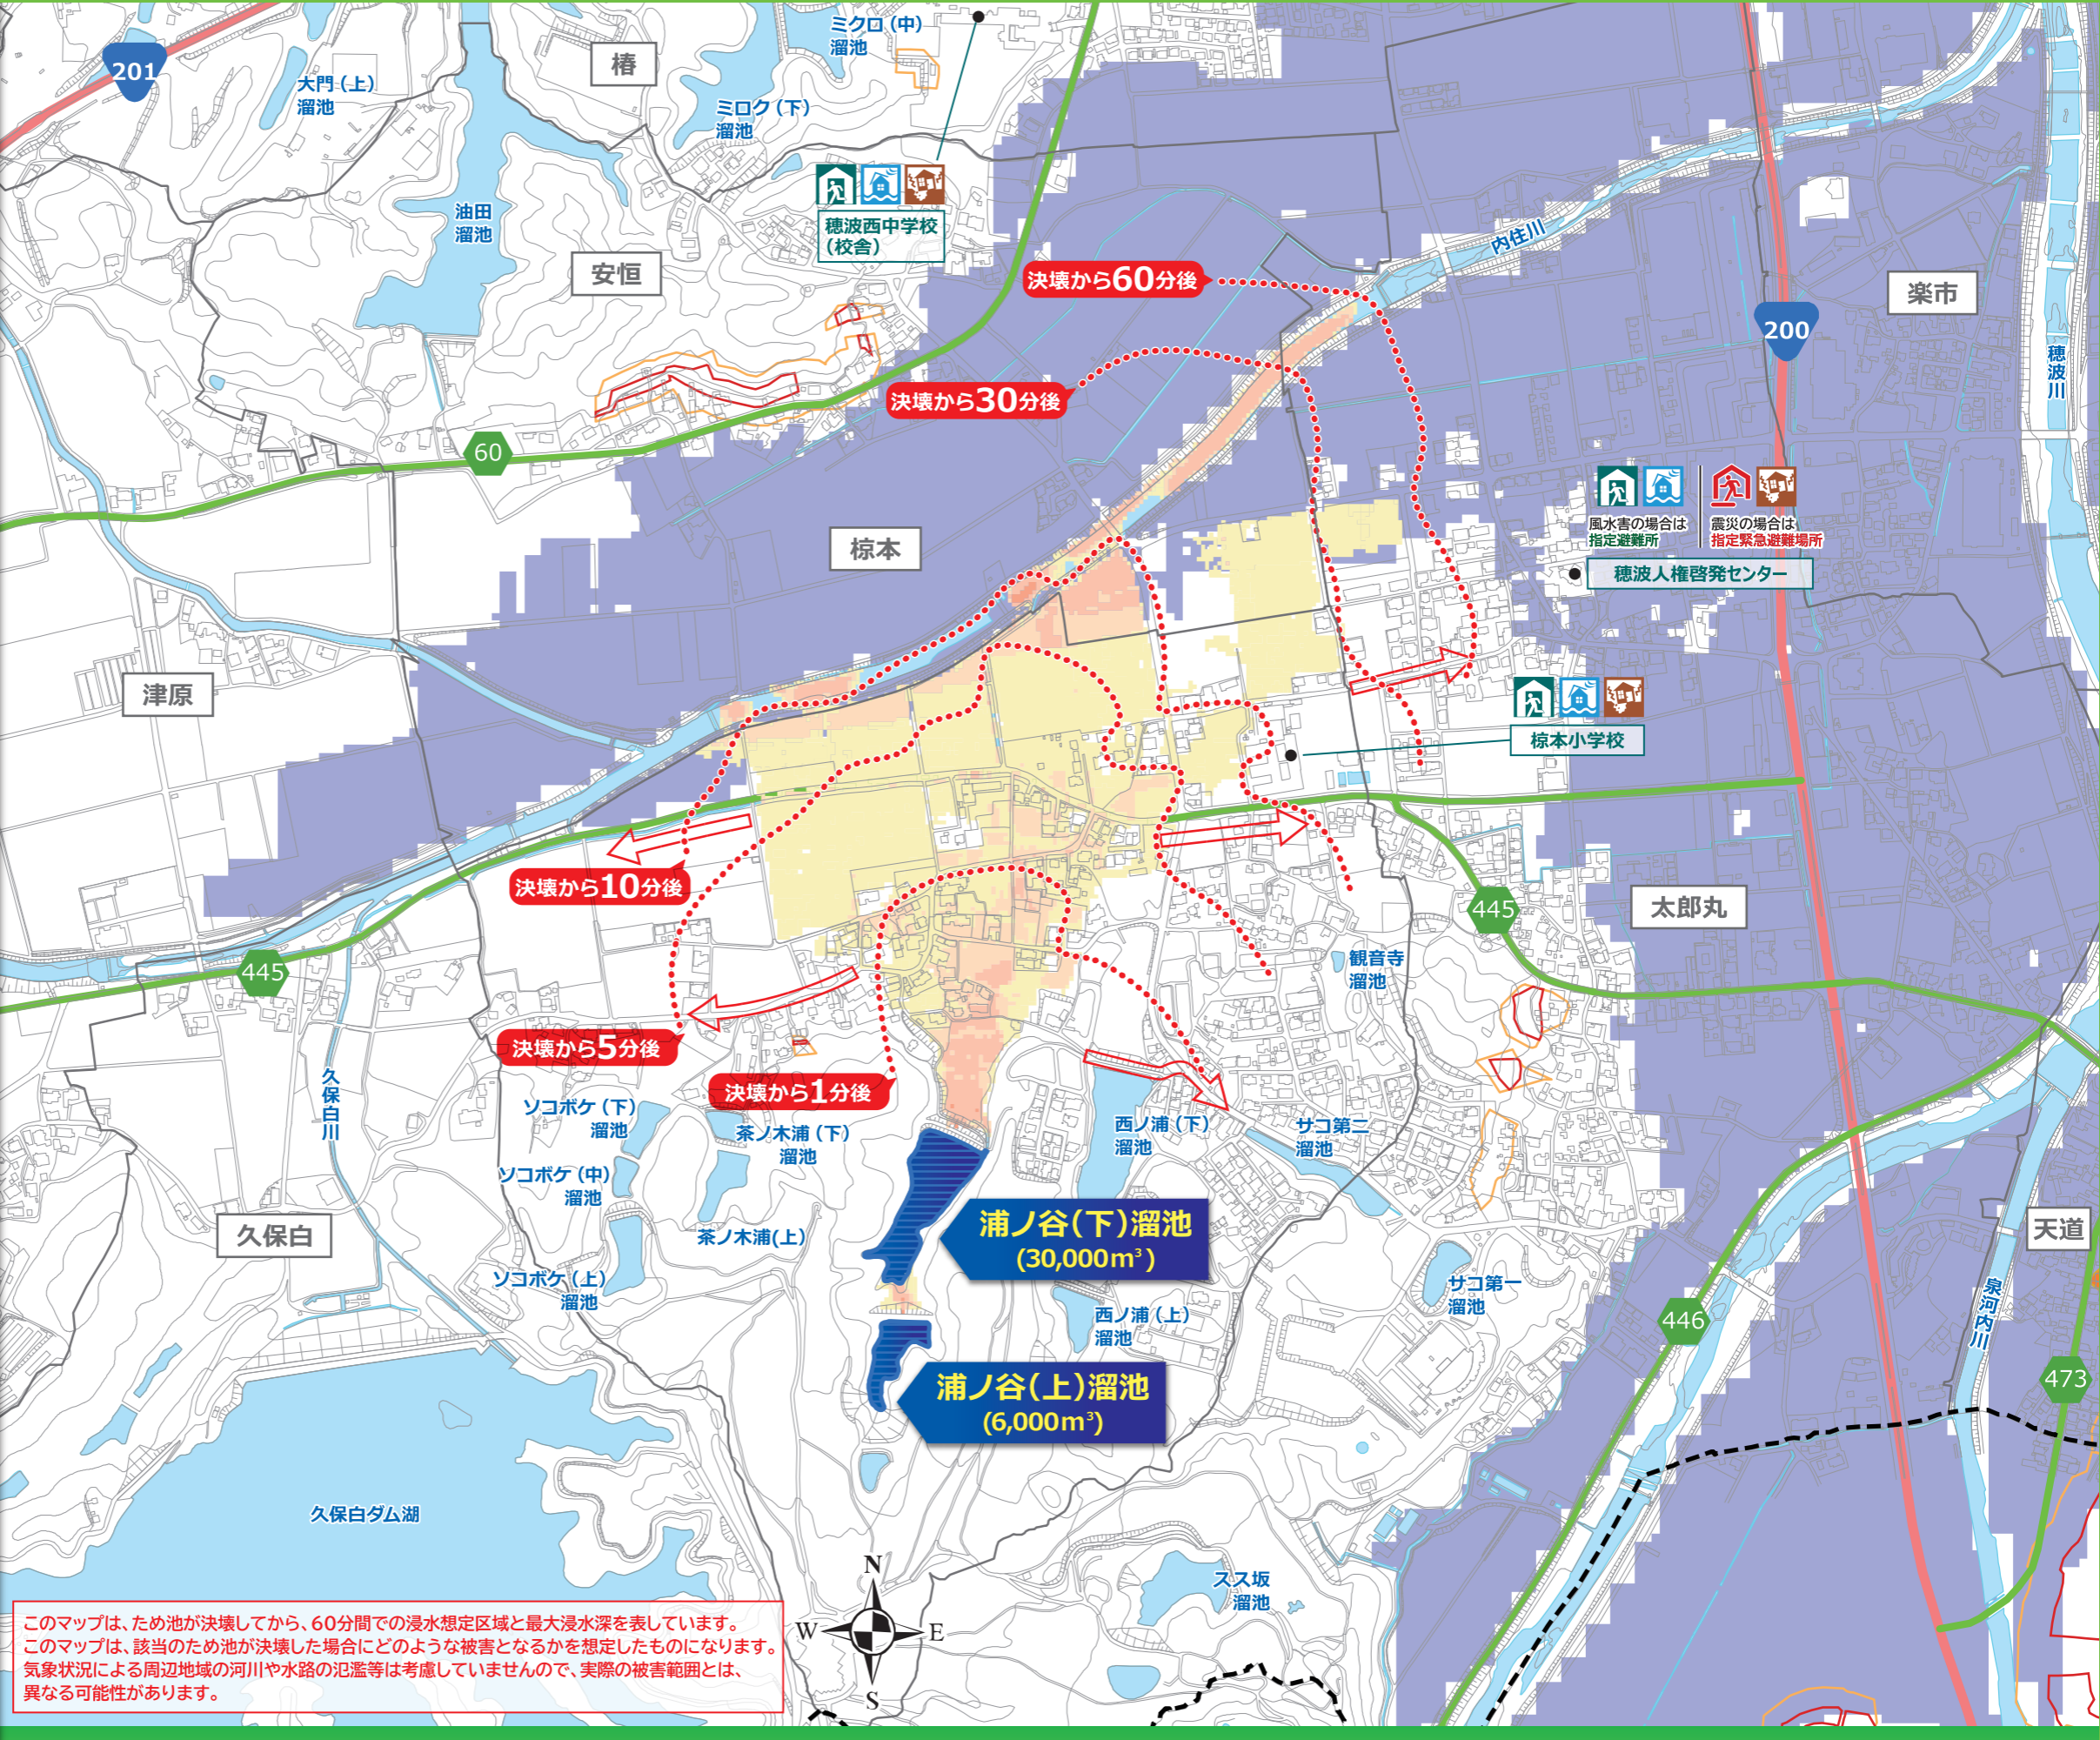 201
大門（上）
溜池
椿
ミクロ（中）
溜池
ミロク（下）
溜池
油田
溜池
安恒
穂波西中学校
（校舎）
決壊から60分後
内住川
楽市
200
穂波川
決壊から30分後
60
椋本
風水害の場合は
指定避難所
震災の場合は
指定緊急避難場所
穂波人権啓発センター
津原
椋本小学校
決壊から10分後
445
太郎丸
445
観音寺
溜池
決壊から5分後
決壊から1分後
久保白川
ソコボケ（下）
溜池
茶ノ木浦（下）
溜池
西ノ浦（下）
溜池
サコ第二
溜池
ソコボケ（中）
溜池
久保白
茶ノ木浦(上)
浦ノ谷（下）溜池
(30,000m³)
天道
ソコボケ（上）
溜池
サコ第一
溜池
泉河内川
西ノ浦（上）
溜池
446
473
浦ノ谷（上）溜池
(6,000m³)
久保白ダム湖
スス坂
溜池
N
W
E
S
このマップは、ため池が決壊してから、60分間での浸水想定区域と最大浸水深を表しています。
このマップは、該当のため池が決壊した場合にどのような被害となるかを想定したものになります。
気象状況による周辺地域の河川や水路の氾濫等は考慮していませんので、実際の被害範囲とは、
異なる可能性があります。